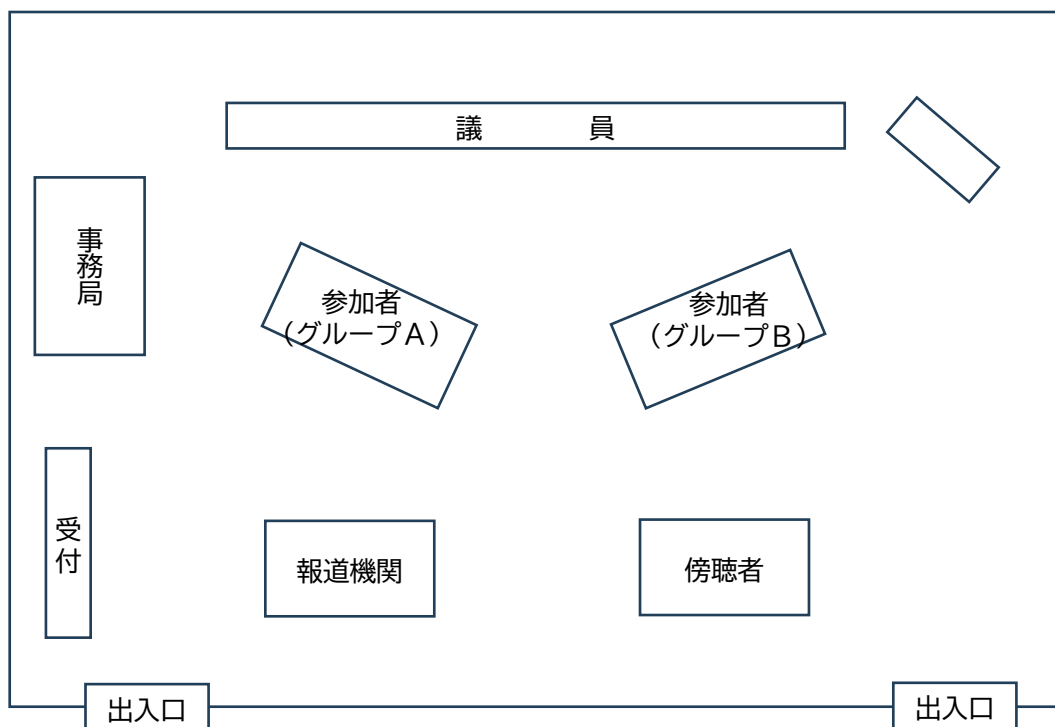 議　　　　員
事務局
参加者
（グループA）
参加者
（グループB）
受付
報道機関
傍聴者
出入口
出入口